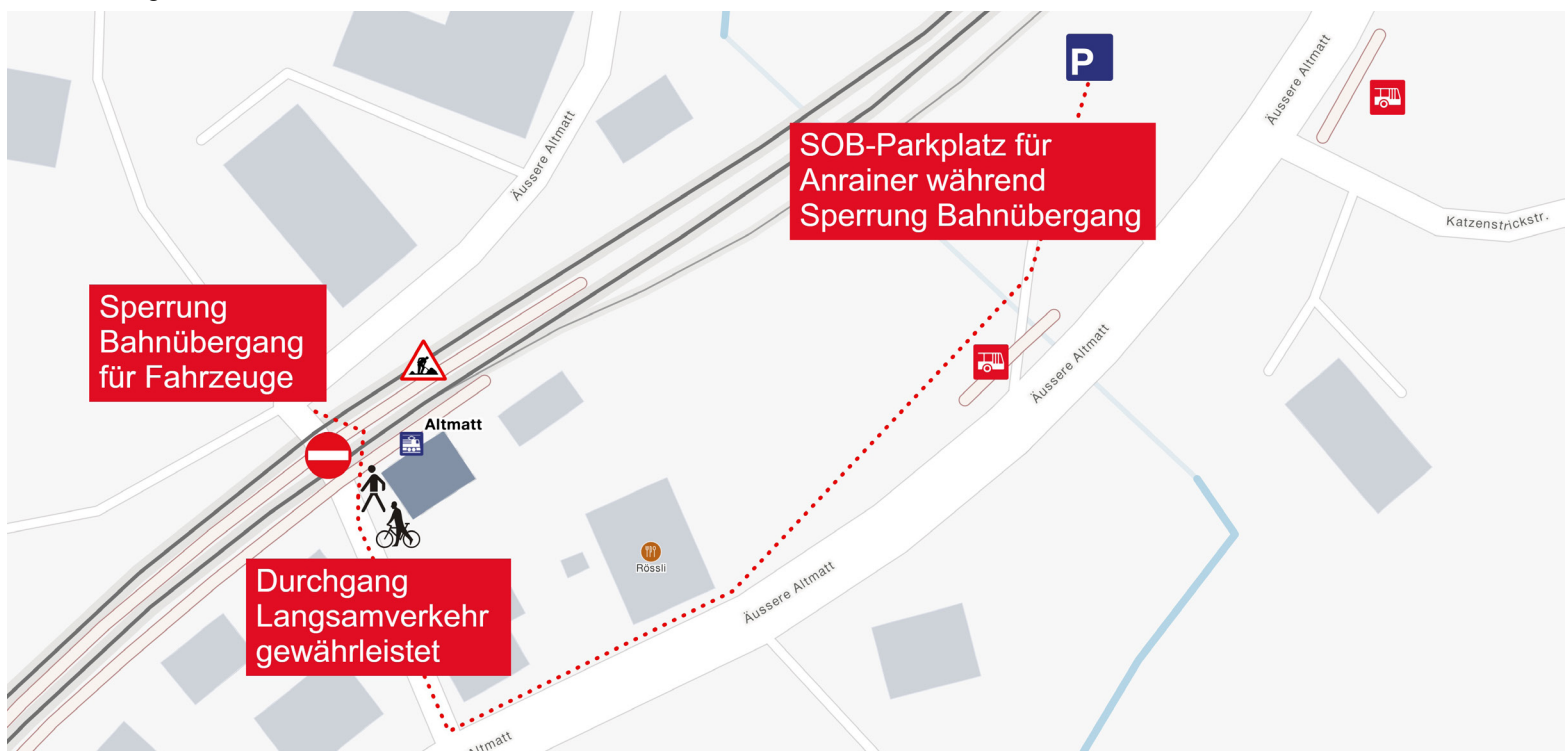 P
Äussere Altmatt
SOB-Parkplatz für
Anrainer während
Sperrung Bahnübergang
Äussere Altmatt
Katzenstrickstr.
Sperrung
Bahnübergang
für Fahrzeuge
Äussere Altmatt
Altmatt
Rössli
Durchgang
Langsamverkehr
gewährleistet
Äussere Altmatt
Altmatt